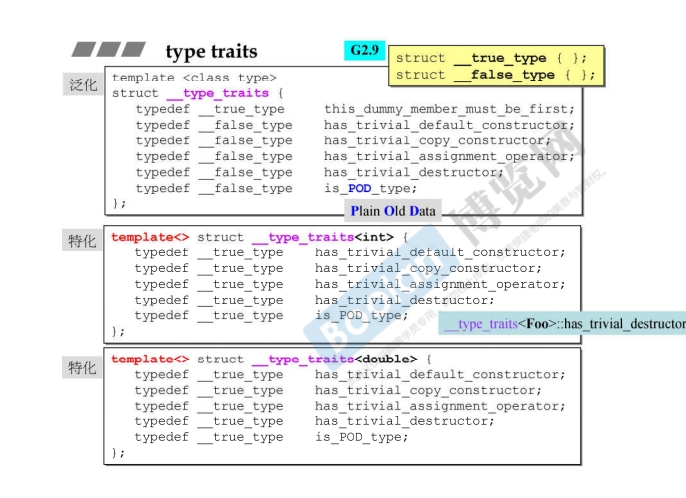 type traits
G2.9
struct __true_type { };
struct __false_type { };
泛化
template <class type>
struct __type_traits {
typedef __true_type this_dummy_member_must_be_first;
typedef __false_type has_trivial_default_constructor;
typedef __false_type has_trivial_copy_constructor;
typedef __false_type has_trivial_assignment_operator;
typedef __false_type has_trivial_destructor;
typedef __false_type is_POD_type;
};
Plain Old Data
特化
template<> struct __type_traits<int> {
typedef __true_type has_trivial_default_constructor;
typedef __true_type has_trivial_copy_constructor;
typedef __true_type has_trivial_assignment_operator;
typedef __true_type has_trivial_destructor;
typedef __true_type is_POD_type;
};
__type_traits<Foo>::has_trivial_destructor
特化
template<> struct __type_traits<double> {
typedef __true_type has_trivial_default_constructor;
typedef __true_type has_trivial_copy_constructor;
typedef __true_type has_trivial_assignment_operator;
typedef __true_type has_trivial_destructor;
typedef __true_type is_POD_type;
};
Boolan 博览网